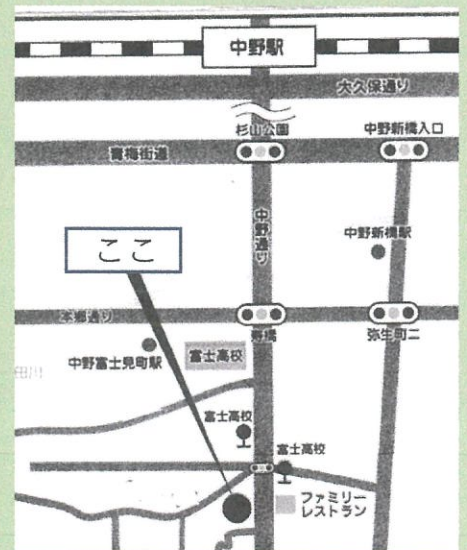 中野駅
大久保通り
杉山公園
中野新橋入口
青梅街道
中野通り
中野新橋駅
ここ
本郷通り
寿橋
弥生町二
中野富士見町駅
富士高校
田川
富士高校
富士高校
ファミリー
レストラン